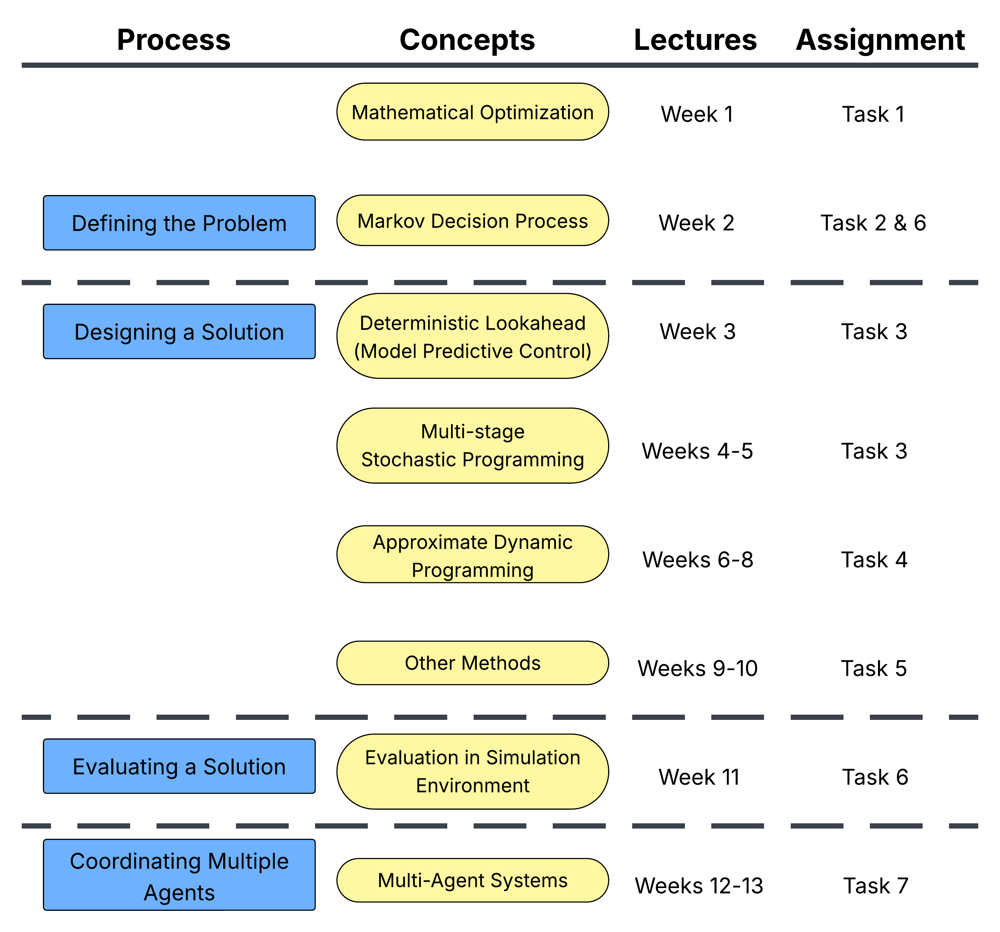 Process Concepts Lectures Assignment
Mathematical Optimization Week 1 Task 1
Defining the Problem Markov Decision Process Week 2 Task 2 & 6
Designing a Solution Deterministic Lookahead
(Model Predictive Control) Week 3 Task 3
Multi-stage
Stochastic Programming Weeks 4-5 Task 3
Approximate Dynamic
Programming Weeks 6-8 Task 4
Other Methods Weeks 9-10 Task 5
Evaluating a Solution Evaluation in Simulation
Environment Week 11 Task 6
Coordinating Multiple
Agents Multi-Agent Systems Weeks 12-13 Task 7